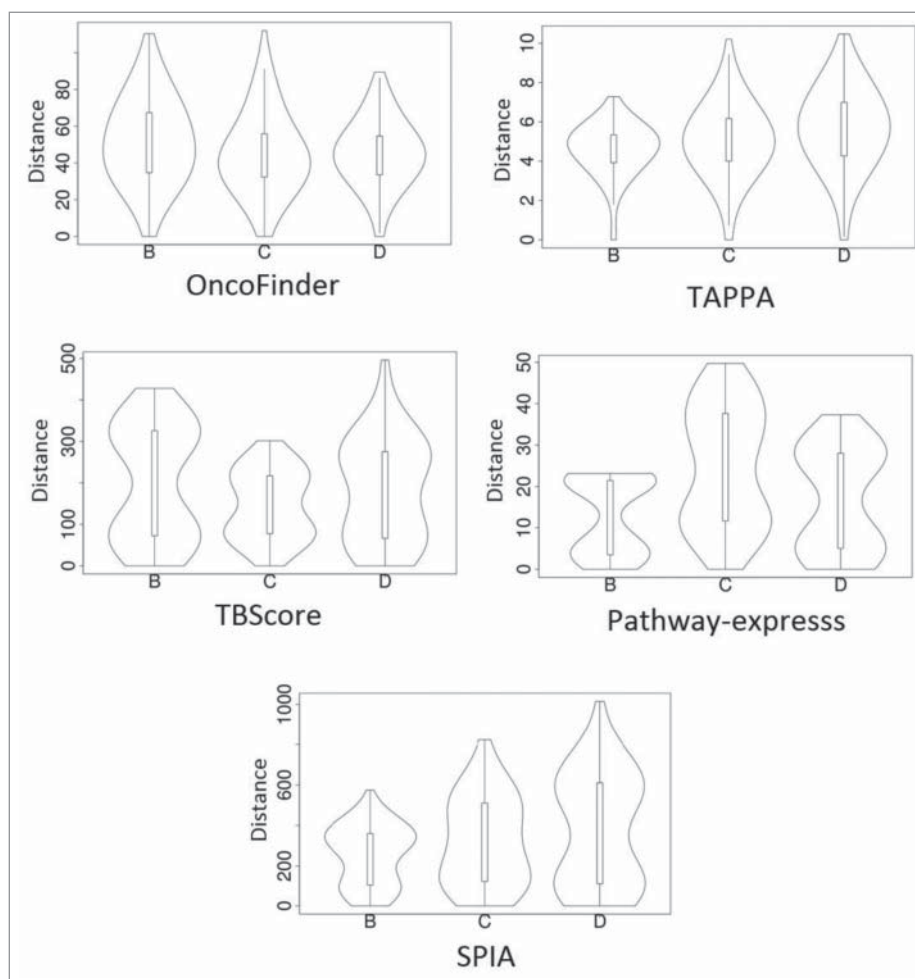 Distance
80
60
40
20
0
B C D
OncoFinder
Distance
10
8
6
4
2
0
B C D
TAPPA
Distance
500
300
100
0
B C D
TBScore
Distance
50
40
30
20
10
0
B C D
Pathway-expresss
Distance
1000
600
200
0
B C D
SPIA